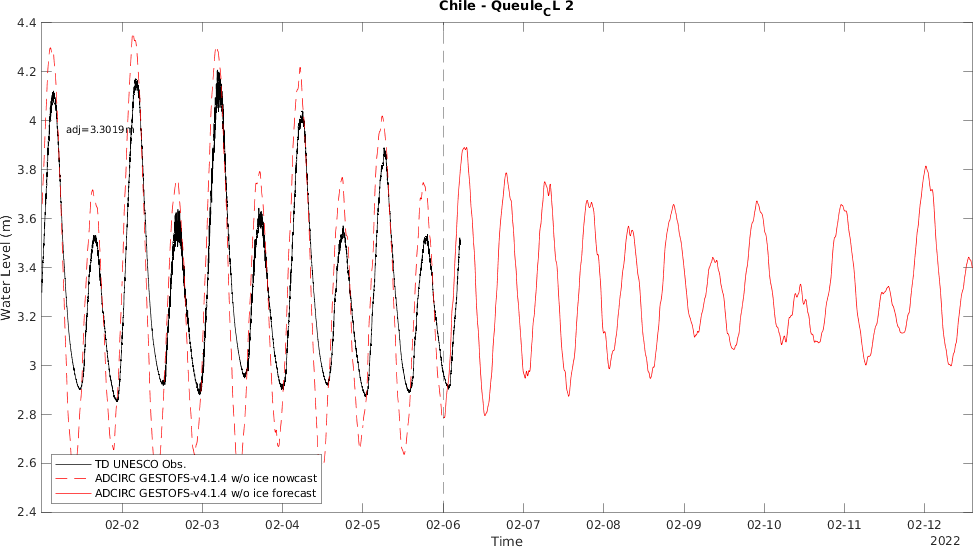 Chile - Queule_CL 2
4.4
4.2
4
3.8
3.6
3.4
3.2
3
2.8
2.6
2.4
Water Level (m)
adj=3.3019m
TD UNESCO Obs.
ADCIRC GESTOFS-v4.1.4 w/o ice nowcast
ADCIRC GESTOFS-v4.1.4 w/o ice forecast
02-02 02-03 02-04 02-05 02-06 02-07 02-08 02-09 02-10 02-11 02-12
Time
2022